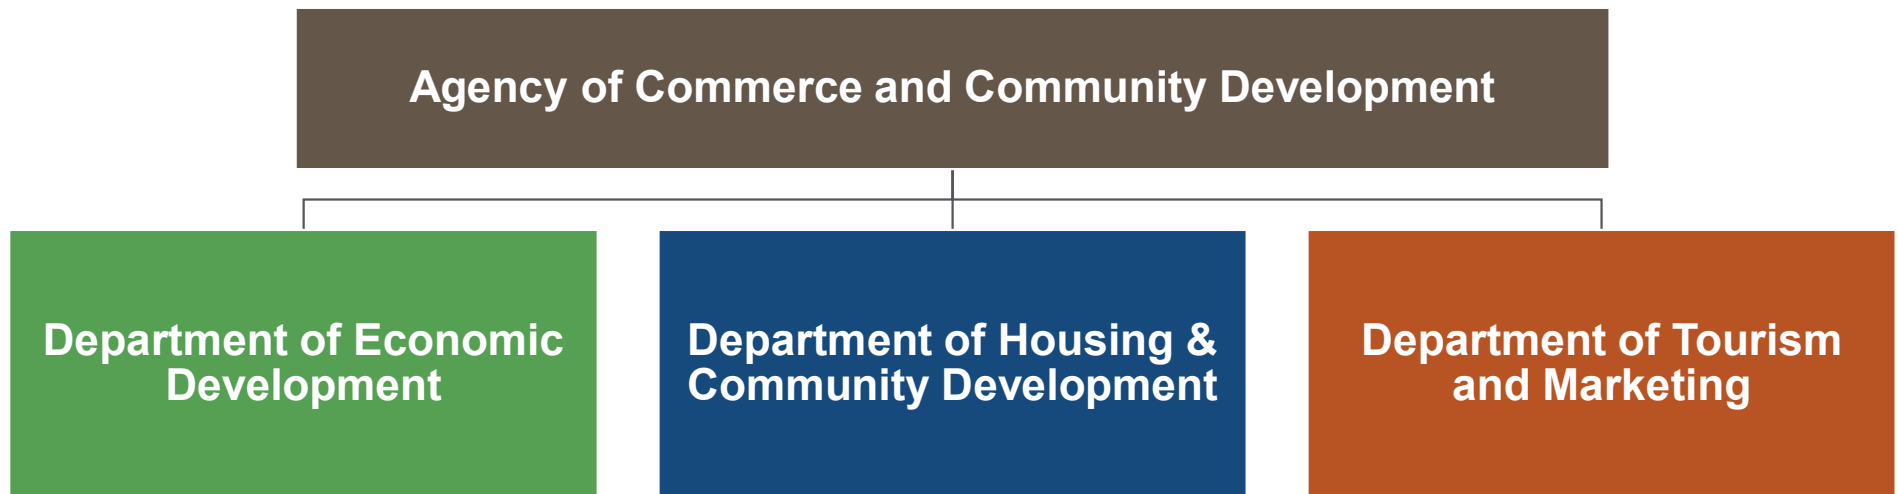 Agency of Commerce and Community Development
Department of Economic
Development
Department of Housing &
Community Development
Department of Tourism
and Marketing